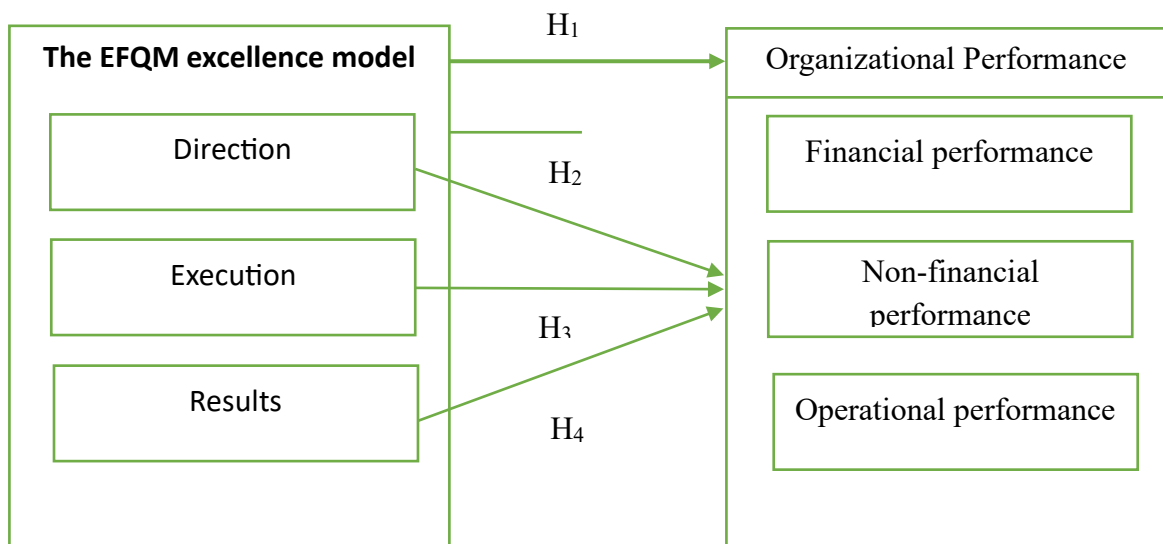 The EFQM excellence model
Direction
Execution
Results
H₁
H₂
H₃
H₄
Organizational Performance
Financial performance
Non-financial
performance
Operational performance